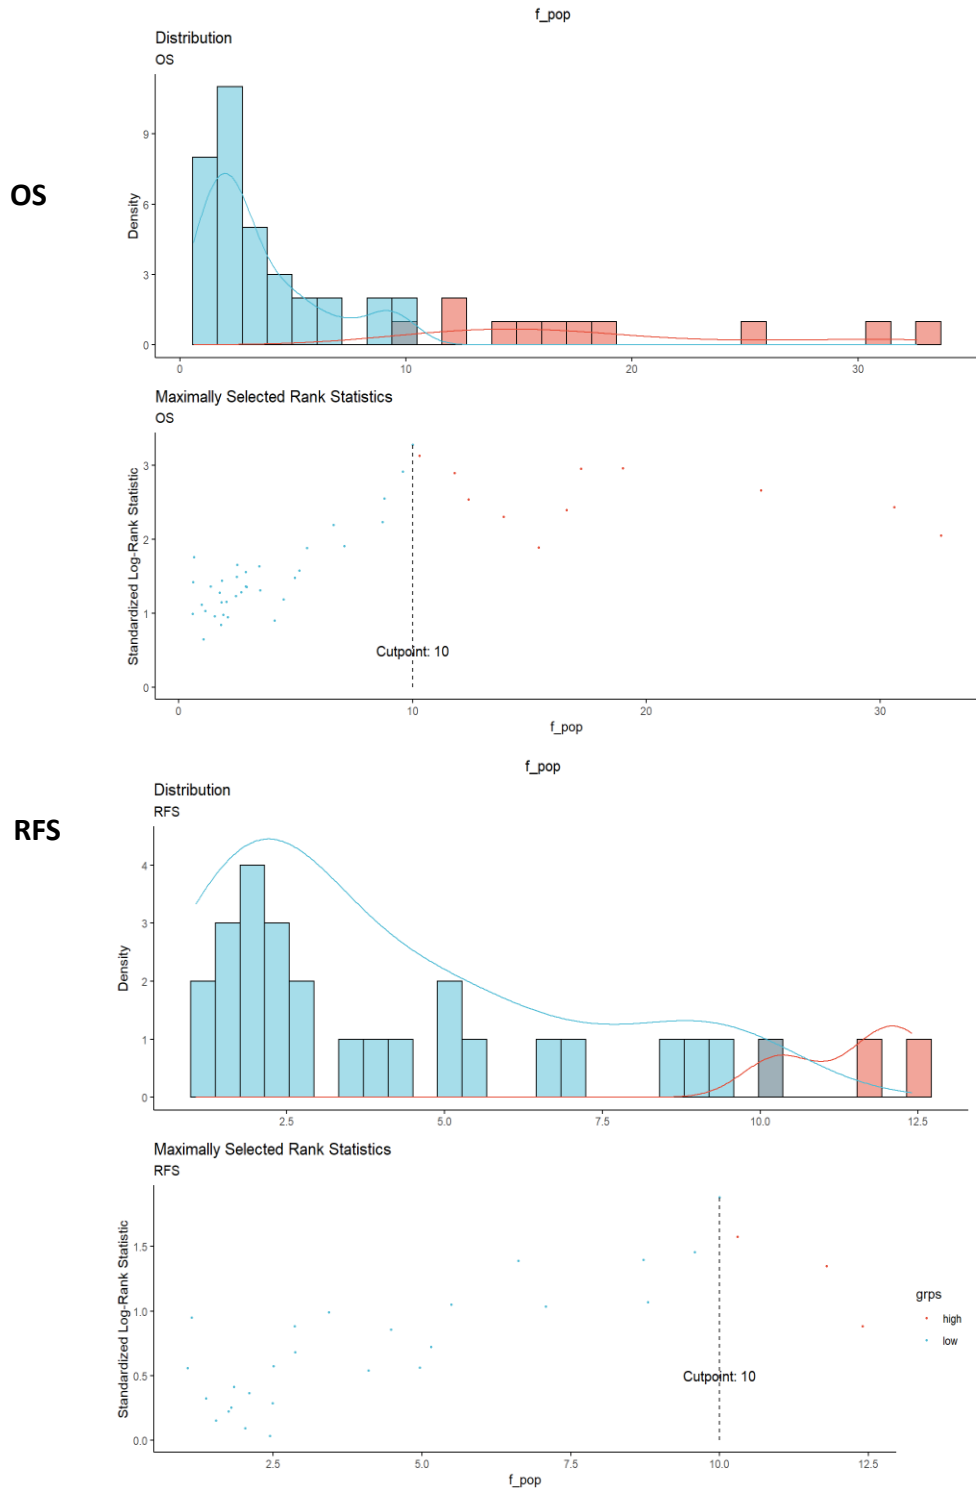 f_pop
Distribution
OS
OS
Density
9
6
3
0
0 10 20 30
Maximally Selected Rank Statistics
OS
Standardized Log-Rank Statistic
3
2
1
0
Cutpoint: 10
0 10 20 30
f_pop
f_pop
Distribution
RFS
RFS
Density
4
3
2
1
0
2.5 5.0 7.5 10.0 12.5
Maximally Selected Rank Statistics
RFS
Standardized Log-Rank Statistic
1.5
1.0
0.5
0.0
Cutpoint: 10
2.5 5.0 7.5 10.0 12.5
f_pop
grps
high
low